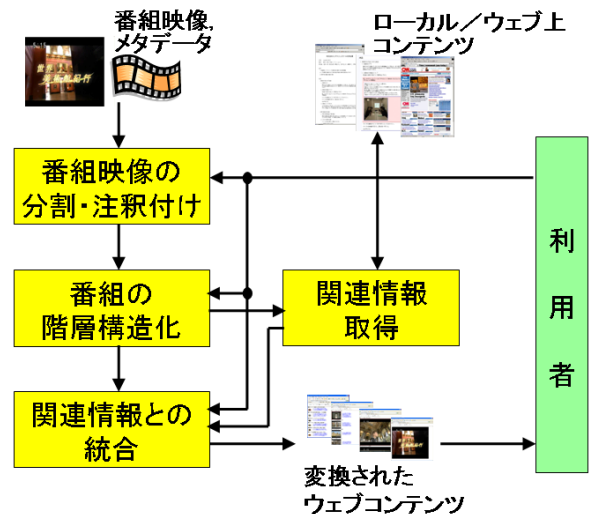 番組映像,
メタデータ
ローカル／ウェブ上
コンテンツ
番組映像の
分割・注釈付け
利用者
番組の
階層構造化
関連情報
取得
関連情報との
統合
変換された
ウェブコンテンツ